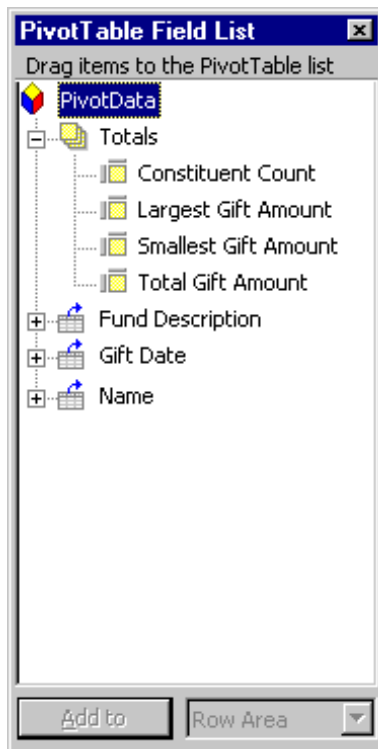 PivotTable Field List
Drag items to the PivotTable list
PivotData
Totals
Constituent Count
Largest Gift Amount
Smallest Gift Amount
Total Gift Amount
Fund Description
Gift Date
Name
Add to
Row Area